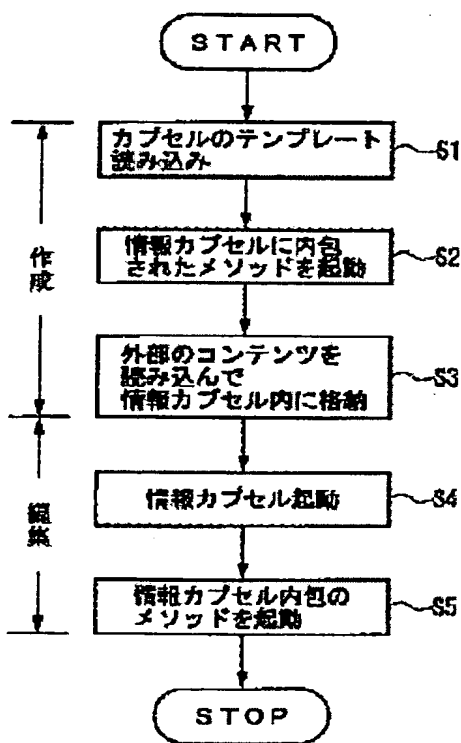 START
カプセルのテンプレート
読み込み
S1
情報カプセルに内包
されたメソッドを起動
S2
作成
外部のコンテンツを
読み込んで
情報カプセル内に格納
S3
情報カプセル起動
S4
編集
情報カプセル内包の
メソッドを起動
S5
STOP